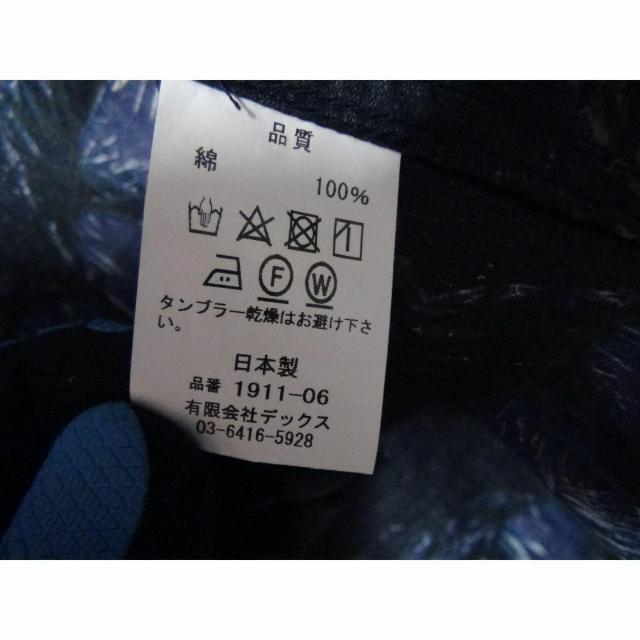 品質
綿
100%
F W
タンブラー乾燥はお避け下さ
い。
日本製
品番 1911-06
有限会社デックス
03-6416-5928